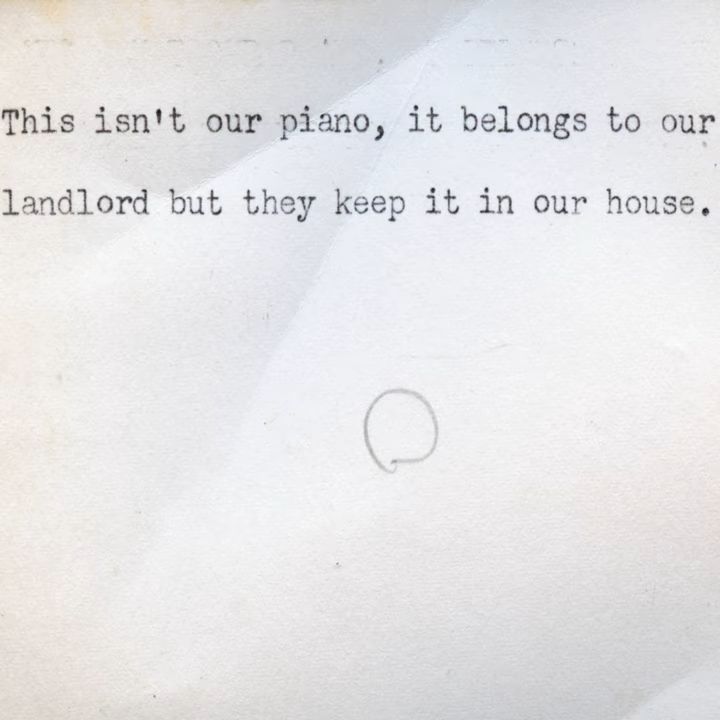 This isn't our piano, it belongs to our
landlord but they keep it in our house.